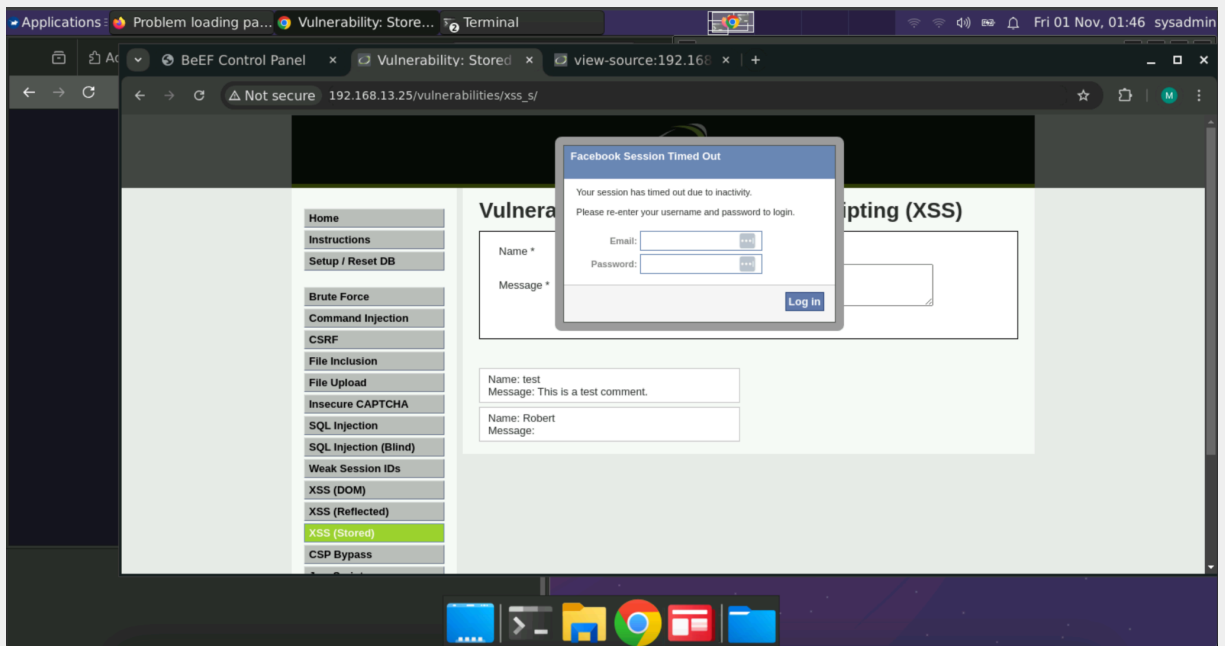 Applications
Problem loading pa...
Vulnerability: Store...
Terminal
Fri 01 Nov, 01:46 sysadmin
BeEF Control Panel
Vulnerability: Stored
view-source:192.168
Not secure 192.168.13.25/vulnerabilities/xss_s/
M
Facebook Session Timed Out
Your session has timed out due to inactivity.
Please re-enter your username and password to login.
Email:
Password:
Log in
Vulnera
ipting (XSS)
Name *
Message *
Name: test
Message: This is a test comment.
Name: Robert
Message:
Home
Instructions
Setup / Reset DB
Brute Force
Command Injection
CSRF
File Inclusion
File Upload
Insecure CAPTCHA
SQL Injection
SQL Injection (Blind)
Weak Session IDs
XSS (DOM)
XSS (Reflected)
XSS (Stored)
CSP Bypass